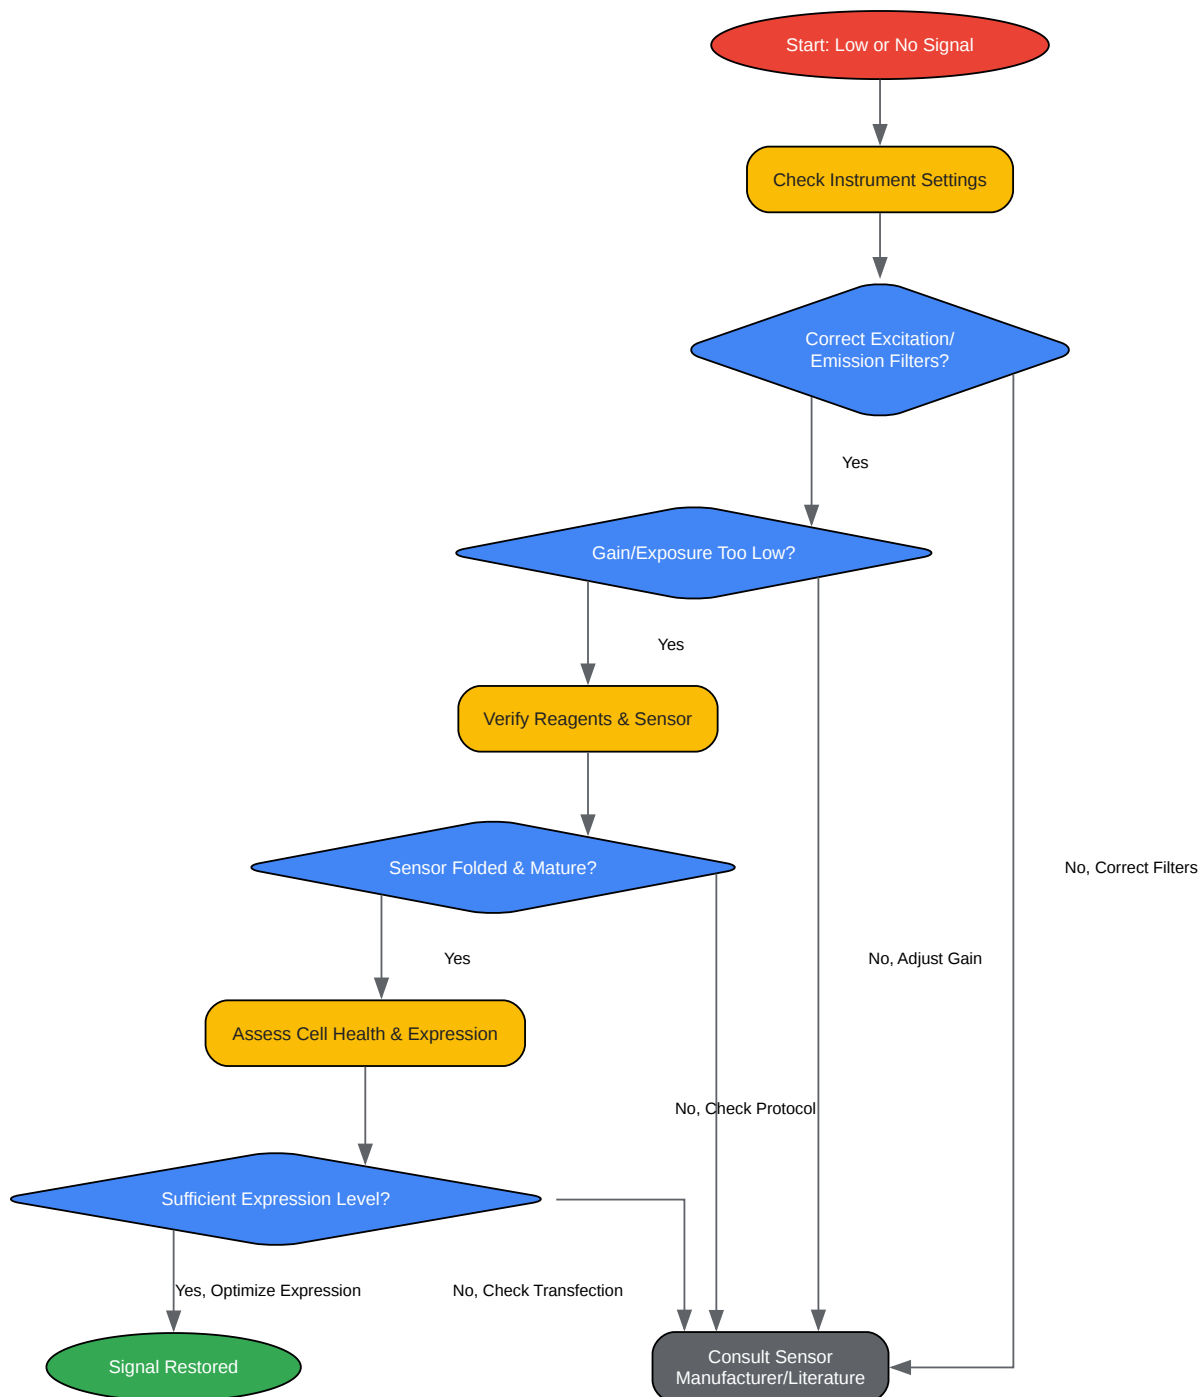 Start: Low or No Signal
Check Instrument Settings
Correct Excitation/
Emission Filters?
Yes
Gain/Exposure Too Low?
Yes
Verify Reagents & Sensor
Sensor Folded & Mature?
No, Correct Filters
Yes
No, Adjust Gain
Assess Cell Health & Expression
No, Check Protocol
Sufficient Expression Level?
Yes, Optimize Expression
No, Check Transfection
Signal Restored
Consult Sensor
Manufacturer/Literature